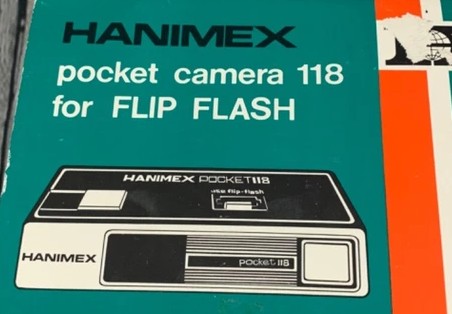 HANIMEX
pocket camera 118
for FLIP FLASH
HANIMEX POCKET 118
use flip-flash
HANIMEX
pocket 118